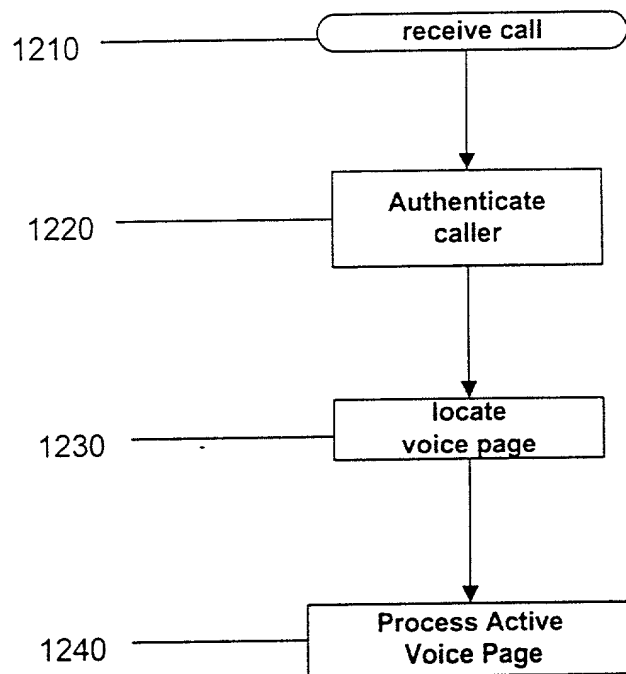 1210
receive call
1220
Authenticate
caller
1230
locate
voice page
1240
Process Active
Voice Page